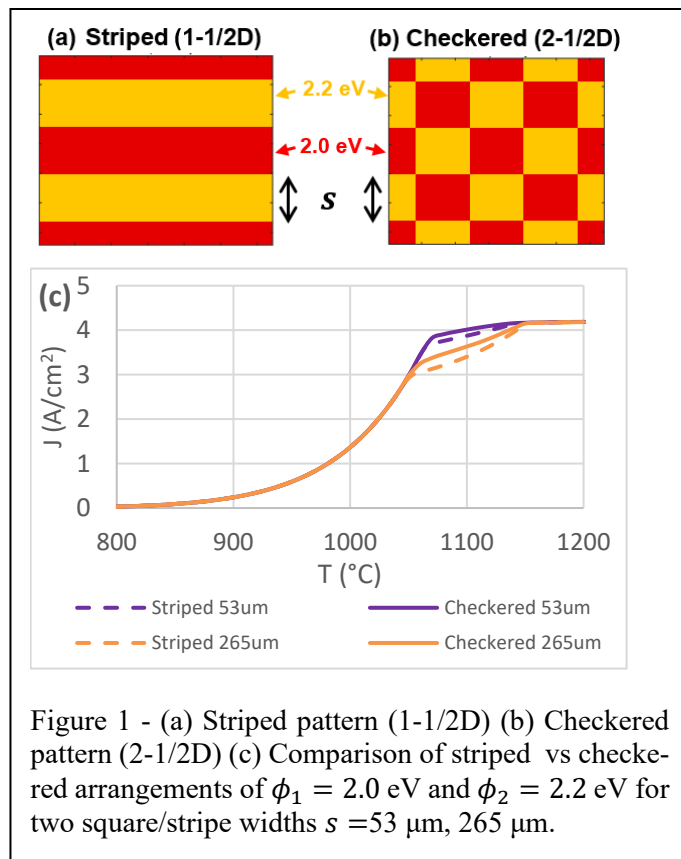 (a) Striped (1-1/2D)
(b) Checkered (2-1/2D)
2.2 eV
2.0 eV
s
(c)
J (A/cm²)
5
4
3
2
1
0
800 900 1000 1100 1200
T (°C)
Striped 53um Checkered 53um
Striped 265um Checkered 265um
Figure 1 - (a) Striped pattern (1-1/2D) (b) Checkered
pattern (2-1/2D) (c) Comparison of striped vs checke-
red arrangements of 𝜙₁ = 2.0 eV and 𝜙₂ = 2.2 eV for
two square/stripe widths 𝑠 =53 μm, 265 μm.